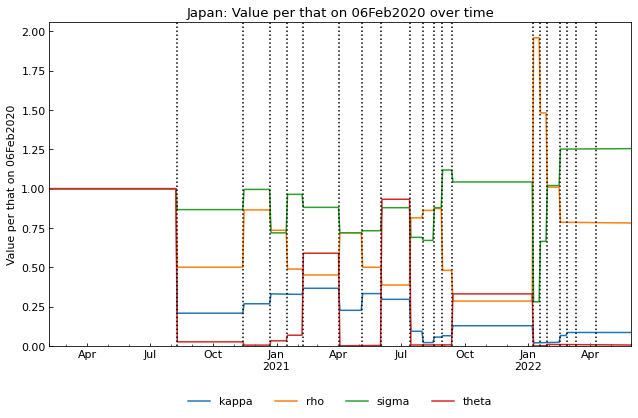 Japan: Value per that on 06Feb2020 over time
Value per that on 06Feb2020
2.00
1.75
1.50
1.25
1.00
0.75
0.50
0.25
0.00
Apr Jul Oct Jan Apr Jul Oct Jan Apr
2021 2022
kappa rho sigma theta